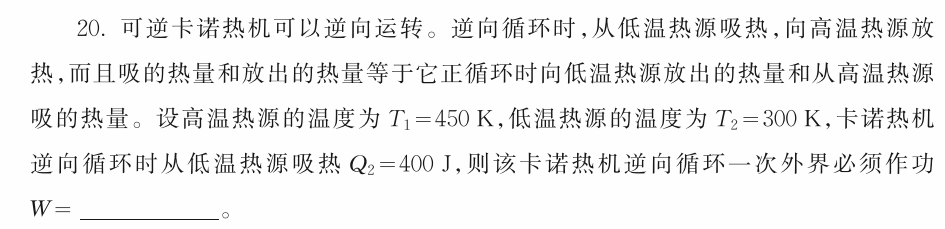 20. 可逆卡诺热机可以逆向运转。逆向循环时,从低温热源吸热,向高温热源放
热,而且吸的热量和放出的热量等于它正循环时向低温热源放出的热量和从高温热源
吸的热量。设高温热源的温度为 T₁=450 K,低温热源的温度为 T₂=300 K,卡诺热机
逆向循环时从低温热源吸热 Q₂=400 J,则该卡诺热机逆向循环一次外界必须作功
W= ________。